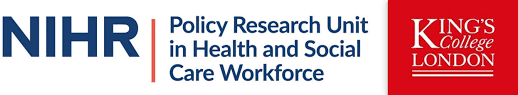 NIHR
Policy Research Unit
in Health and Social
Care Workforce
KING'S
College
LONDON